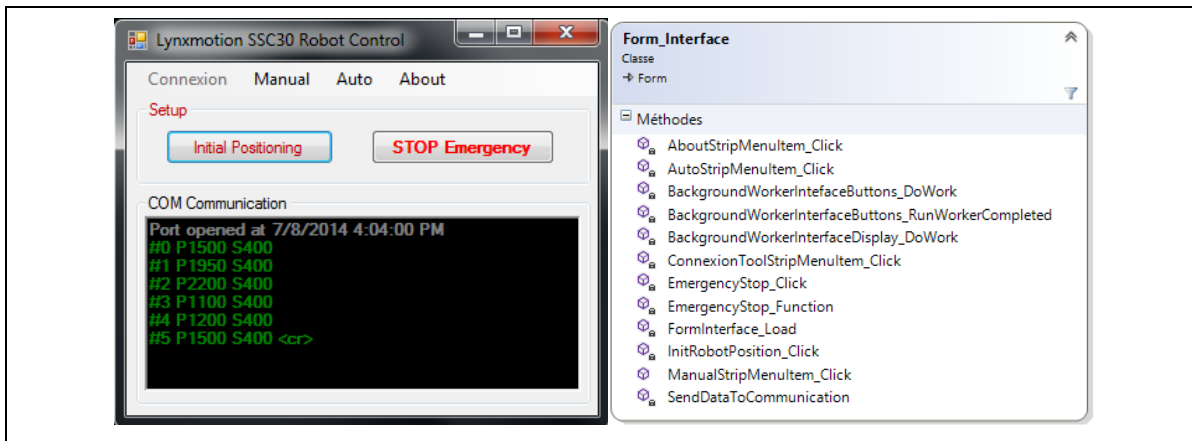 Lynxmotion SSC30 Robot Control
Connexion Manual Auto About
Setup
Initial Positioning STOP Emergency
COM Communication
Port opened at 7/8/2014 4:04:00 PM
#0 P1500 S400
#1 P1950 S400
#2 P2200 S400
#3 P1100 S400
#4 P1200 S400
#5 P1500 S400 <cr>
Form_Interface
Classe
Form
Méthodes
AboutStripMenuItem_Click
AutoStripMenuItem_Click
BackgroundWorkerIntefaceButtons_DoWork
BackgroundWorkerInterfaceButtons_RunWorkerCompleted
BackgroundWorkerInterfaceDisplay_DoWork
ConnexionToolStripMenuItem_Click
EmergencyStop_Click
EmergencyStop_Function
FormInterface_Load
InitRobotPosition_Click
ManualStripMenuItem_Click
SendDataToCommunication